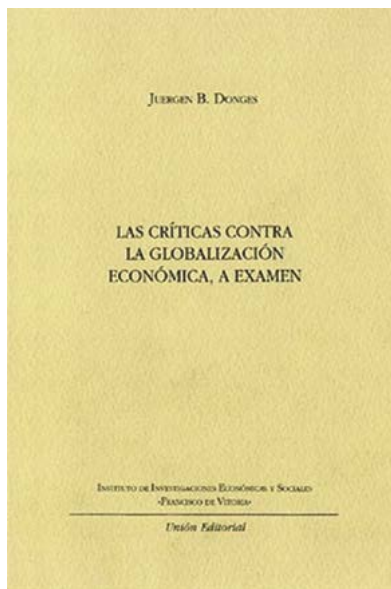 JUERGEN B. DONGES
LAS CRÍTICAS CONTRA
LA GLOBALIZACIÓN
ECONÓMICA, A EXAMEN
INSTITUTO DE INVESTIGACIONES ECONÓMICAS Y SOCIALES
«FRANCISCO DE VITORIA»
Unión Editorial